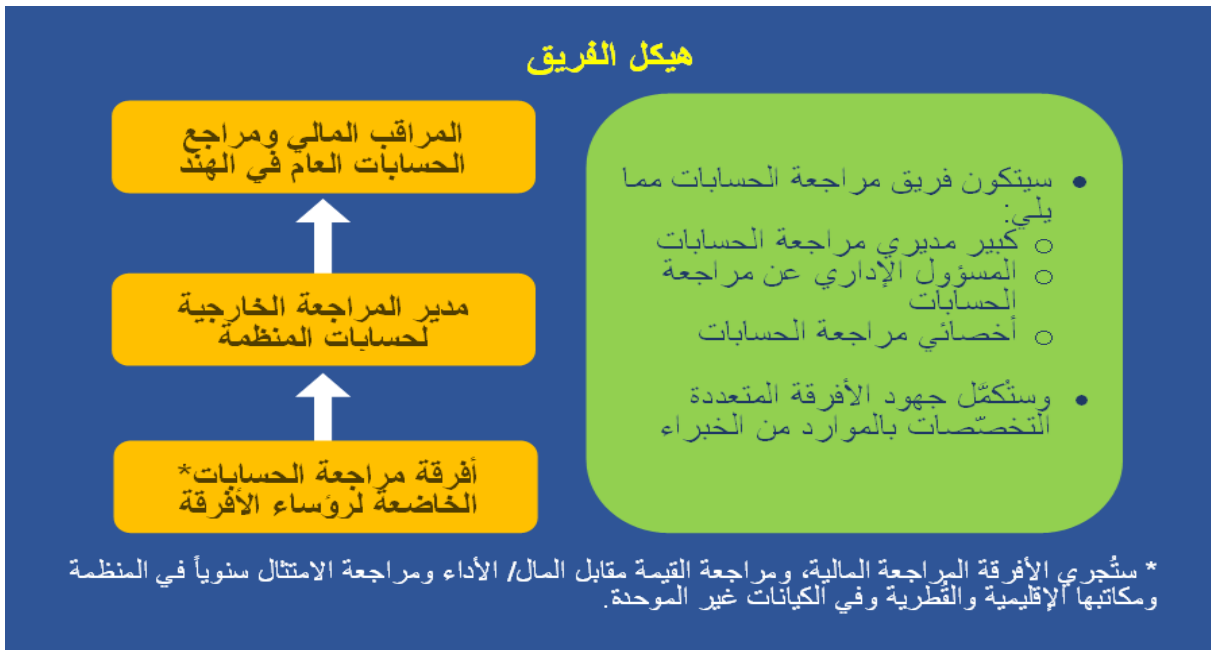 هيكل الفريق
• سيتكون فريق مراجعة الحسابات مما
يلي:
○ كبير مديري مراجعة الحسابات
○ المسؤول الإداري عن مراجعة
الحسابات
○ أخصائي مراجعة الحسابات
• وستُكمَّل جهود الأفرقة المتعددة
التخصّصات بالموارد من الخبراء
المراقب المالي ومراجع
الحسابات العام في الهند
مدير المراجعة الخارجية
لحسابات المنظمة
أفرقة مراجعة الحسابات*
الخاضعة لرؤساء الأفرقة
* ستُجري الأفرقة المراجعة المالية، ومراجعة القيمة مقابل المال/ الأداء ومراجعة الامتثال سنوياً في المنظمة
ومكاتبها الإقليمية والقُطرية وفي الكيانات غير الموحدة.